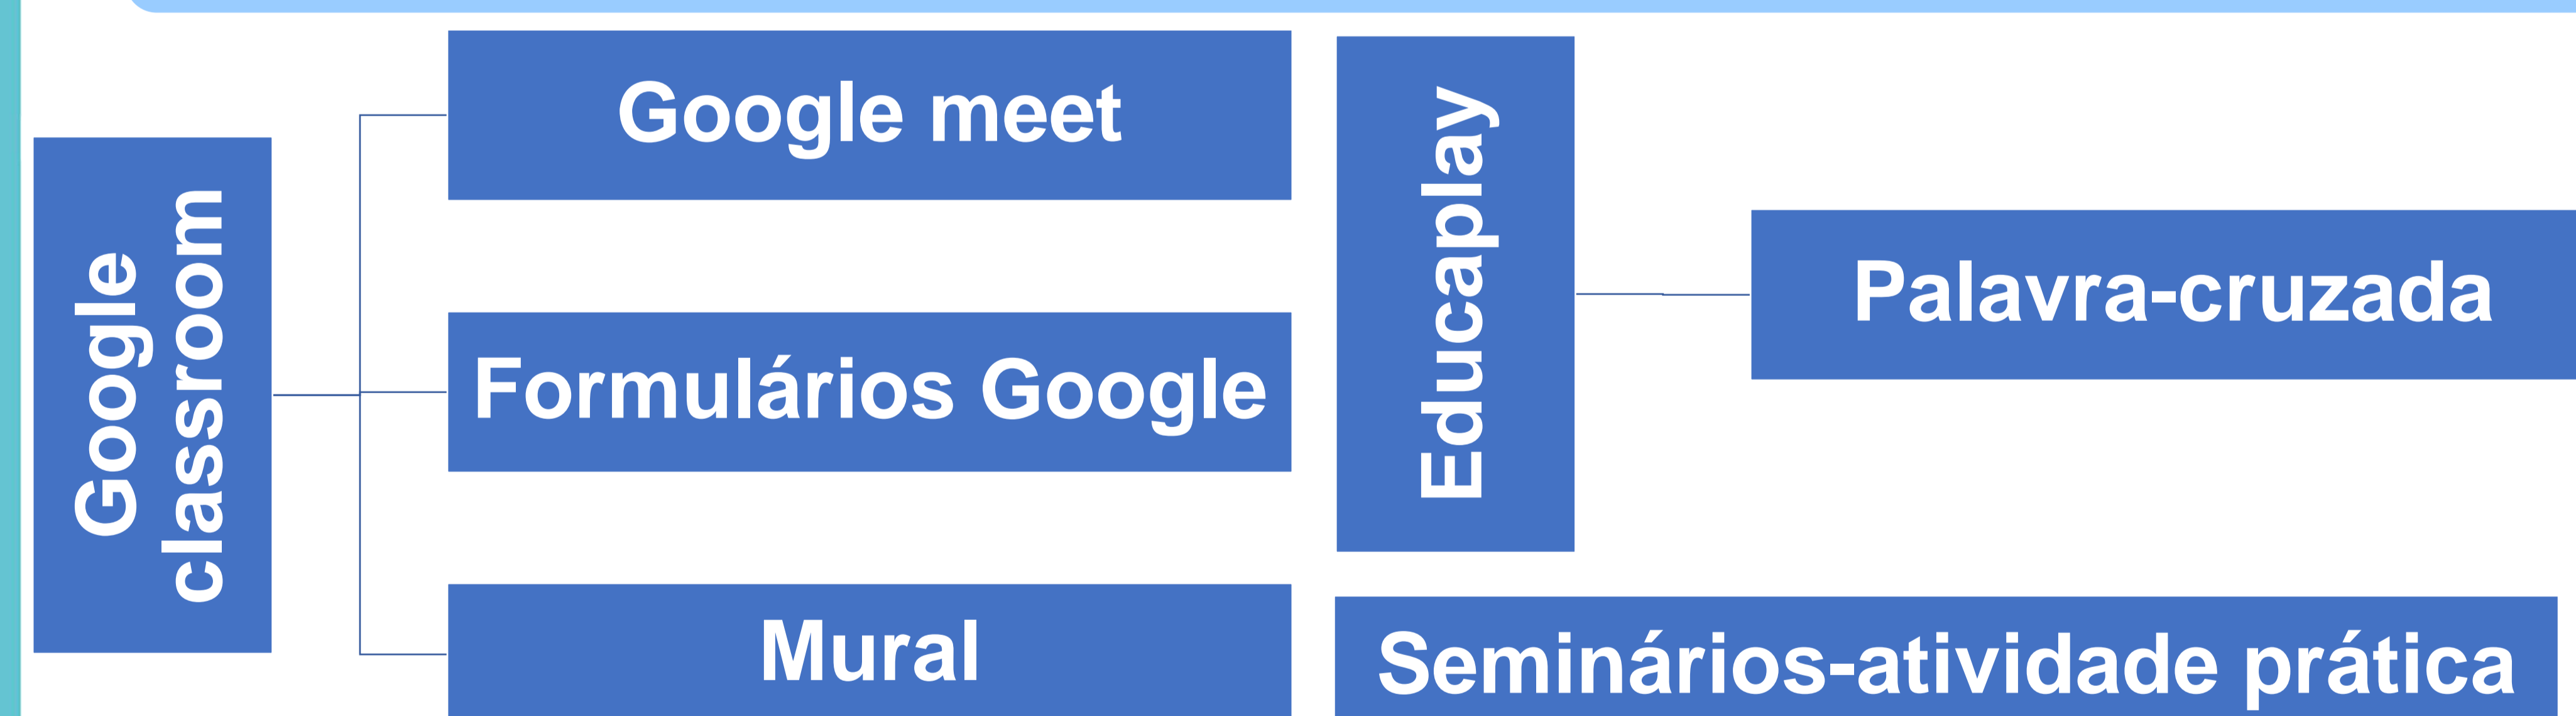 Google
classroom
Google meet
Formulários Google
Mural
Educaplay
Palavra-cruzada
Seminários-atividade prática